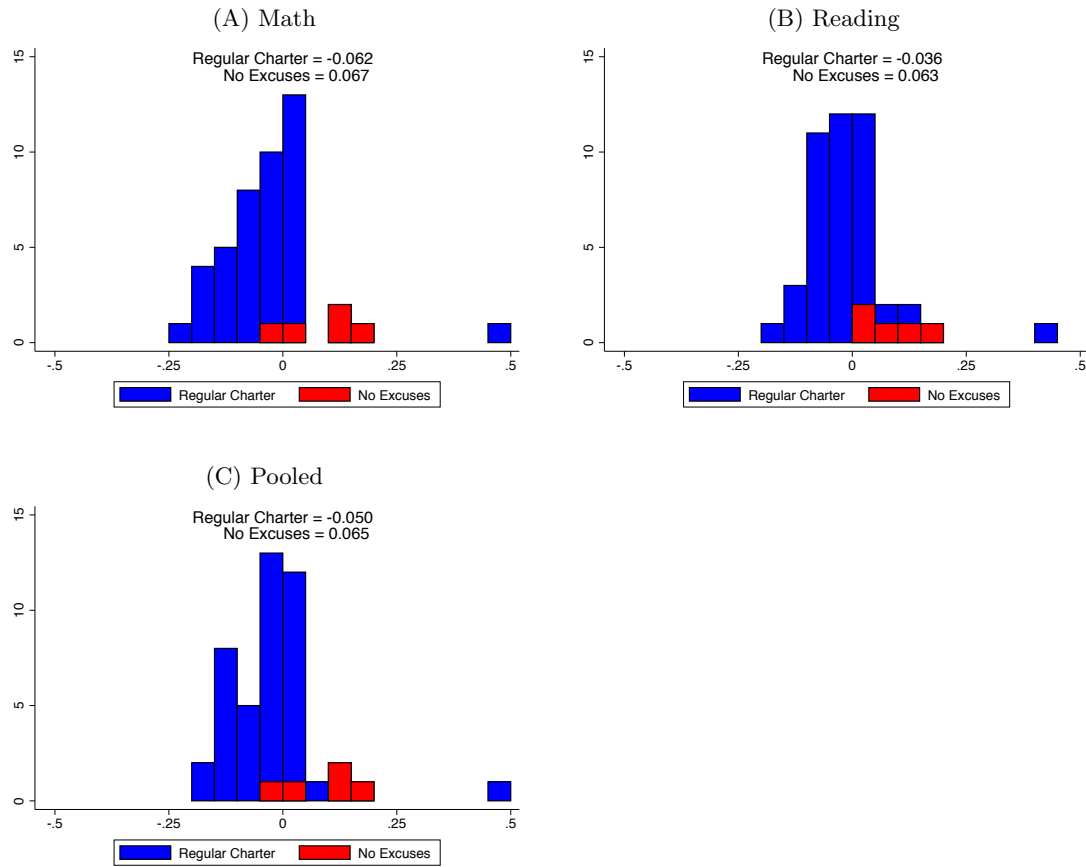 (A) Math
Regular Charter = -0.062
No Excuses = 0.067
15
10
5
0
-.5 -.25 0 .25 .5
Regular Charter No Excuses
(B) Reading
Regular Charter = -0.036
No Excuses = 0.063
15
10
5
0
-.5 -.25 0 .25 .5
Regular Charter No Excuses
(C) Pooled
Regular Charter = -0.050
No Excuses = 0.065
15
10
5
0
-.5 -.25 0 .25 .5
Regular Charter No Excuses